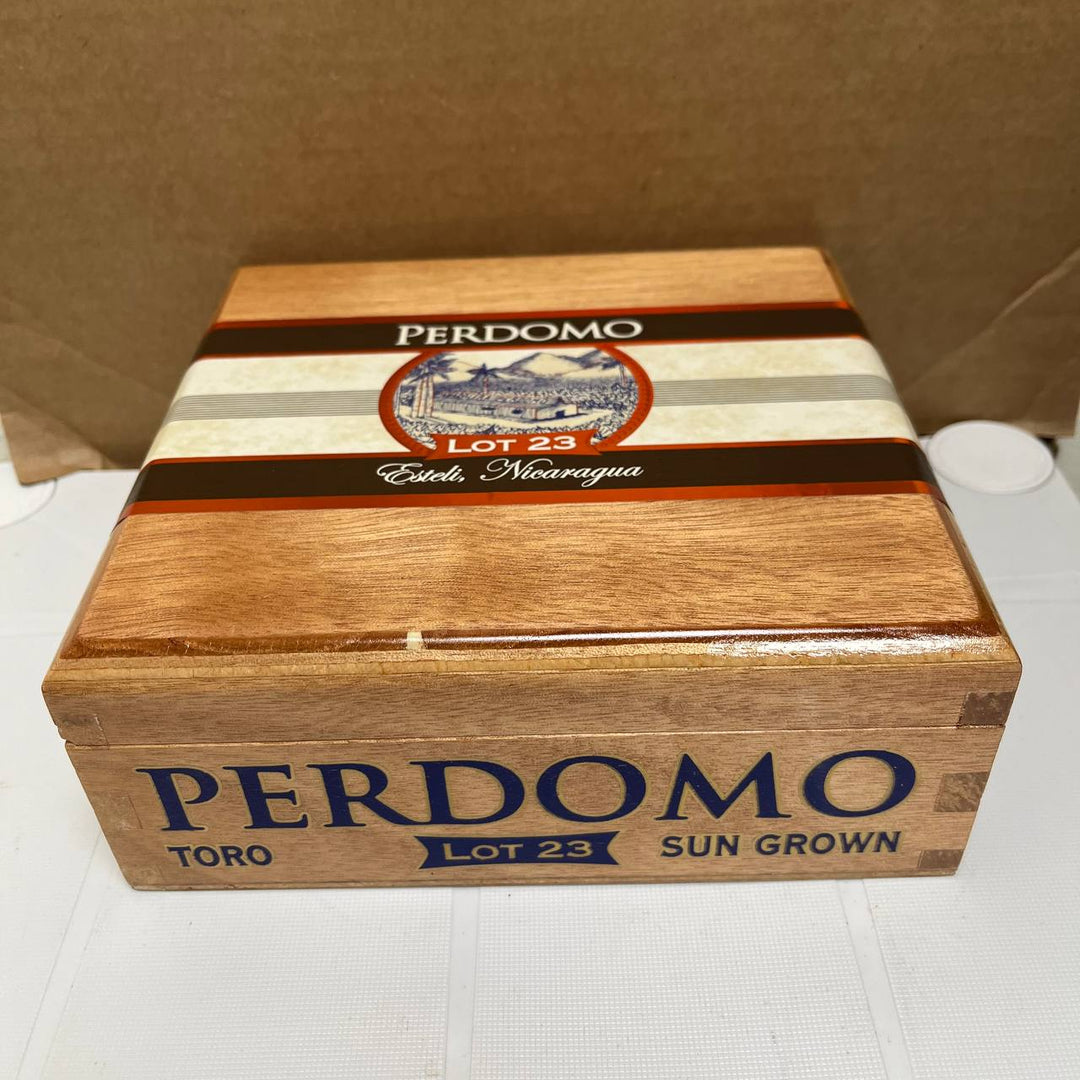 PERDOMO
LOT 23
Esteli, Nicaragua
PERDOMO
TORO LOT 23 SUN GROWN